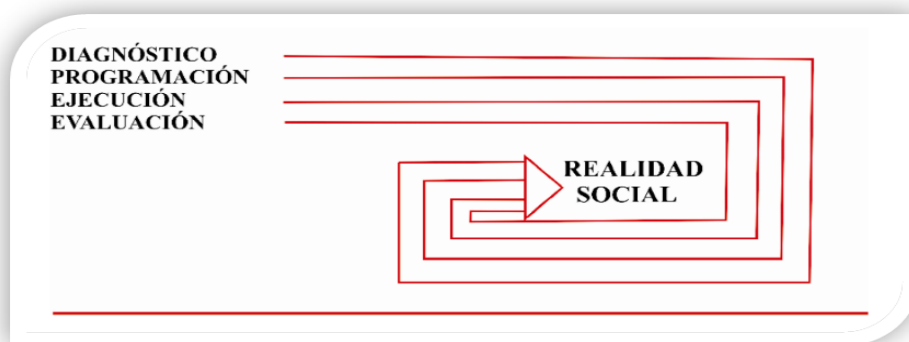 DIAGNÓSTICO
PROGRAMACIÓN
EJECUCIÓN
EVALUACIÓN
REALIDAD
SOCIAL